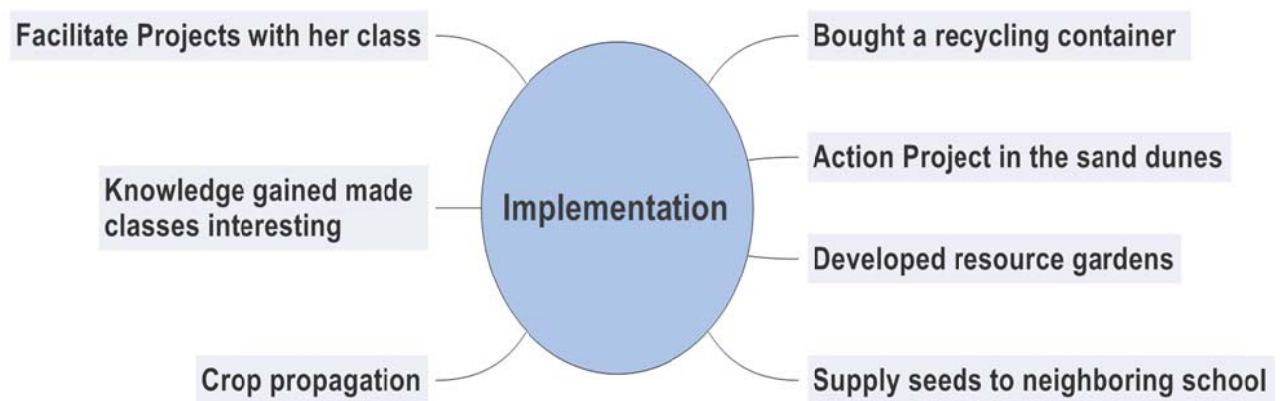 Facilitate Projects with her class
Knowledge gained made
classes interesting
Crop propagation
Implementation
Bought a recycling container
Action Project in the sand dunes
Developed resource gardens
Supply seeds to neighboring school